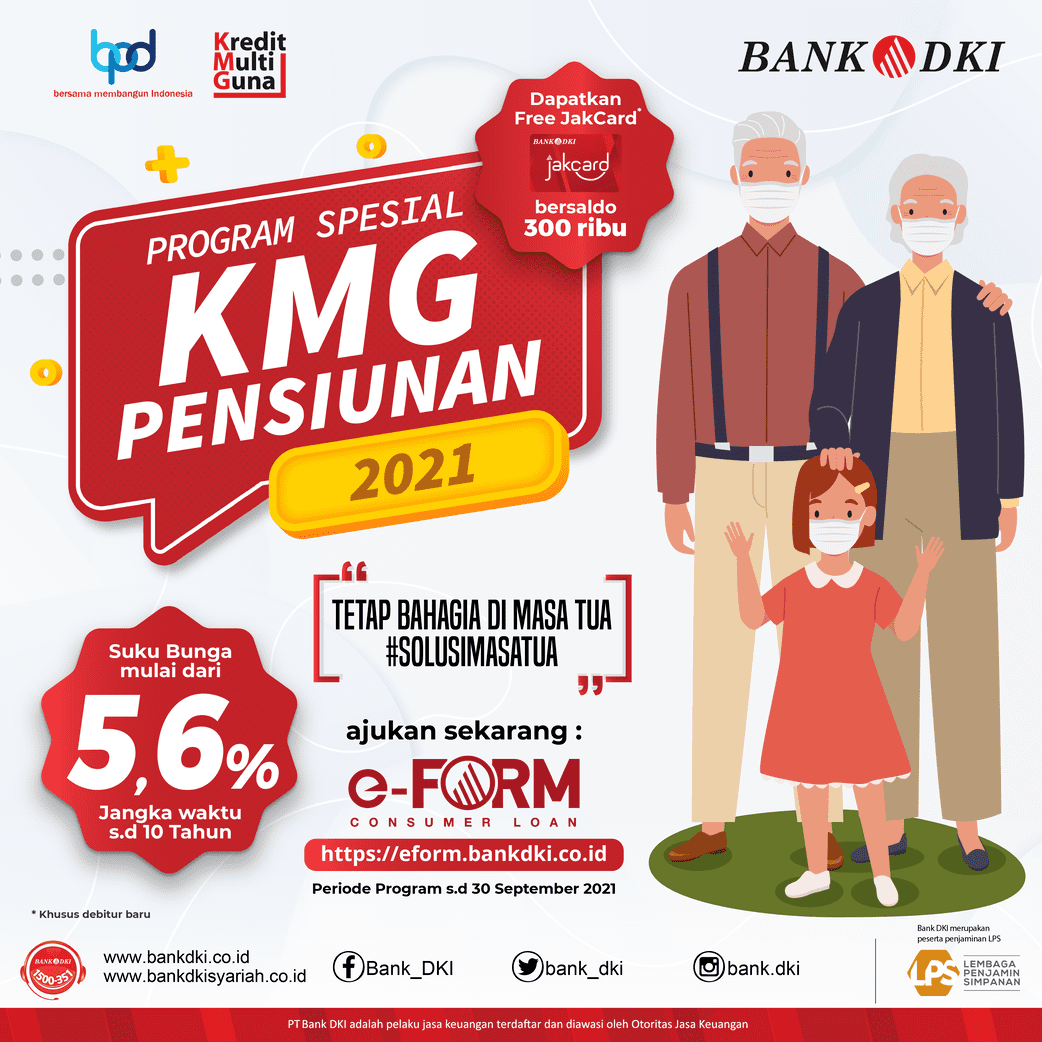 bpd
bersama membangun Indonesia
Kredit
Multi
Guna
BANK DKI
Dapatkan
Free JakCard*
BANK DKI
jakcard
bersaldo
300 ribu
PROGRAM SPESIAL
KMG
PENSIUNAN
2021
“TETAP BAHAGIA DI MASA TUA
#SOLUSIMASATUA”
Suku Bunga
mulai dari
5,6%
Jangka waktu
s.d 10 Tahun
ajukan sekarang :
e-FORM
CONSUMER LOAN
https://eform.bankdki.co.id
Periode Program s.d 30 September 2021
* Khusus debitur baru
BANK DKI
1500-351
www.bankdki.co.id
www.bankdkisyariah.co.id
Bank_DKI
bank_dki
bank.dki
Bank DKI merupakan
peserta penjaminan LPS
LPS
LEMBAGA
PENJAMIN
SIMPANAN
PT Bank DKI adalah pelaku jasa keuangan terdaftar dan diawasi oleh Otoritas Jasa Keuangan